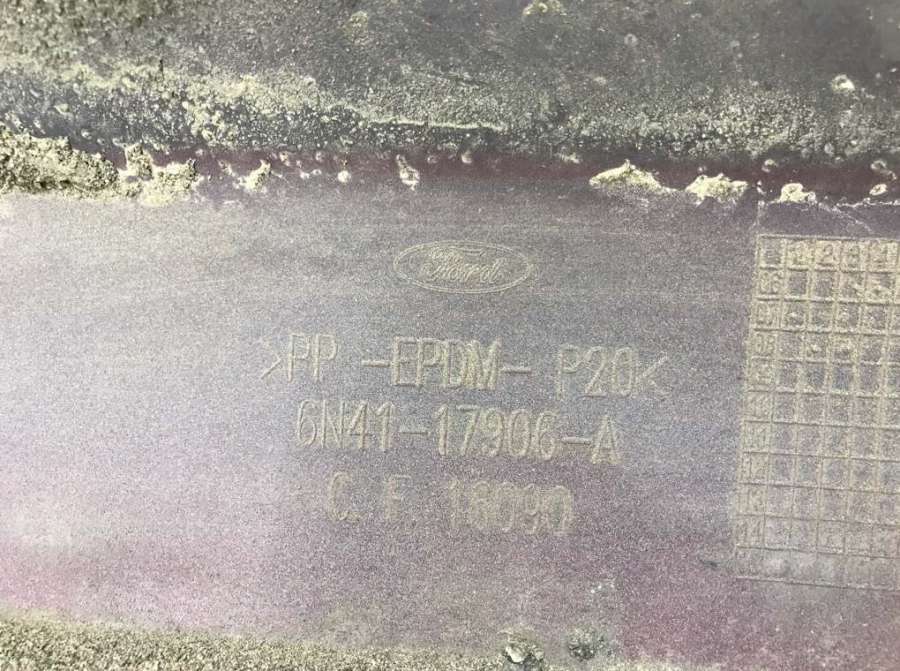 Ford
>PP -EPDM- P20<
6N41-17906-A
C.F. 18090